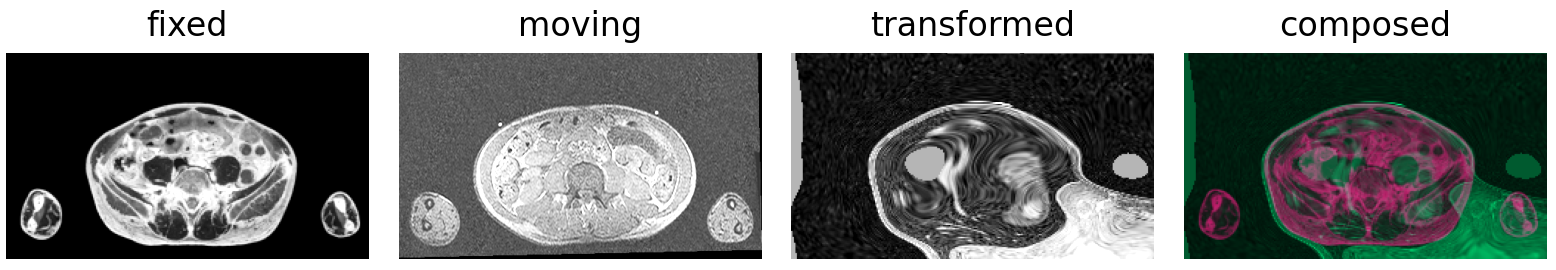 fixed
moving
transformed
composed